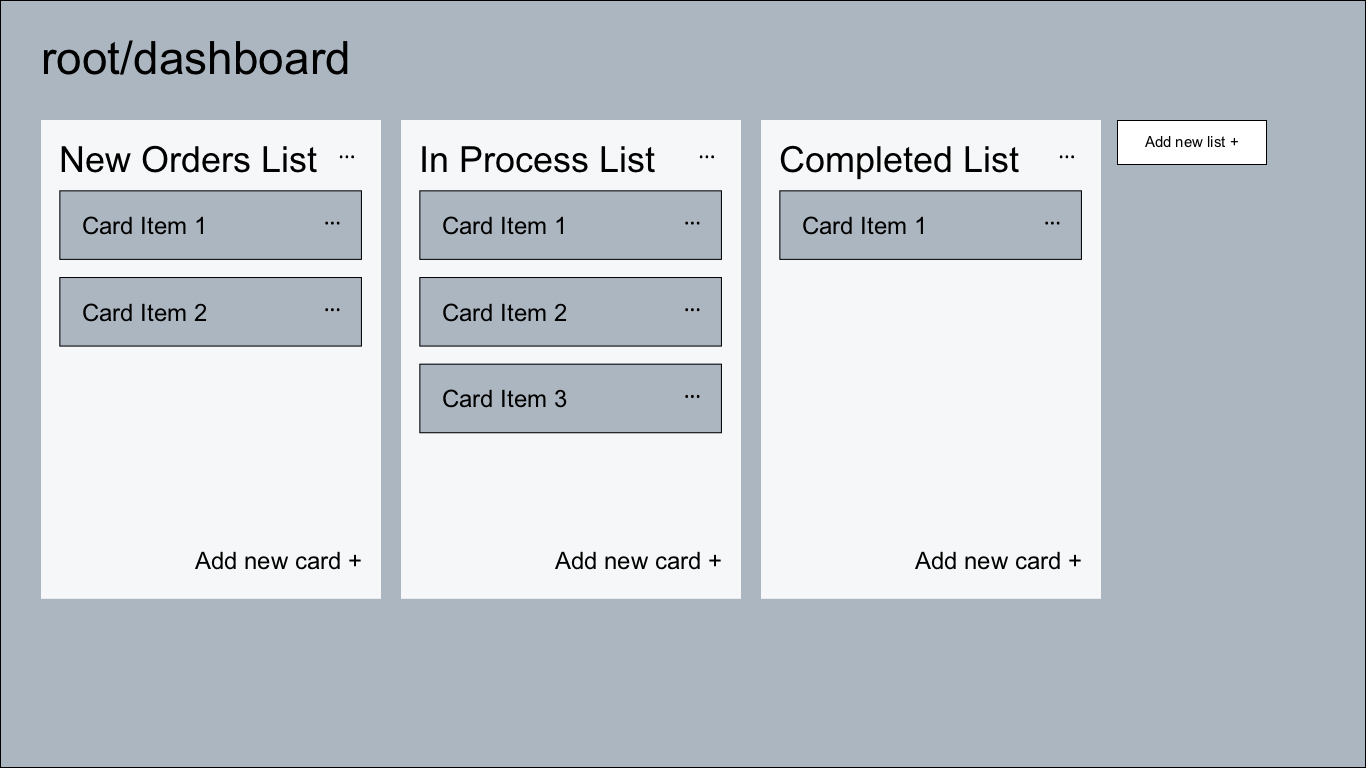 root/dashboard
New Orders List ...
Card Item 1 ...
Card Item 2 ...
Add new card +
In Process List ...
Card Item 1 ...
Card Item 2 ...
Card Item 3 ...
Add new card +
Completed List ...
Card Item 1 ...
Add new card +
Add new list +